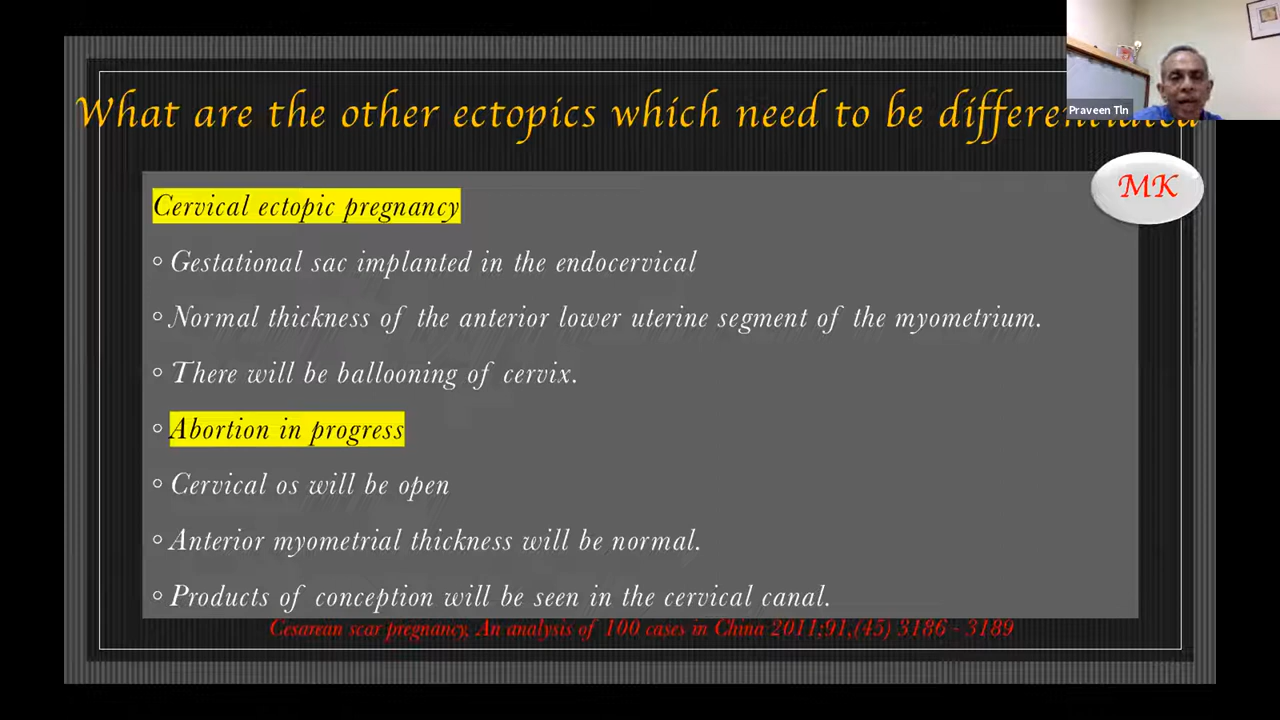 What are the other ectopics which need to be differentiated
Praveen Tln
MK
Cervical ectopic pregnancy
Gestational sac implanted in the endocervical
Normal thickness of the anterior lower uterine segment of the myometrium.
There will be ballooning of cervix.
Abortion in progress
Cervical os will be open
Anterior myometrial thickness will be normal.
Products of conception will be seen in the cervical canal.
Cesarean scar pregnancy, An analysis of 100 cases in China 2011;91,(45) 3186 - 3189